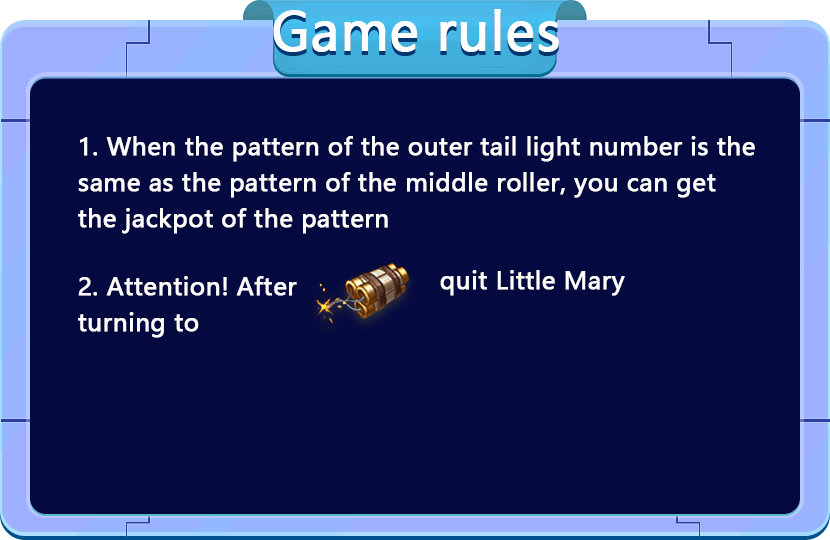 Game rules
1. When the pattern of the outer tail light number is the
same as the pattern of the middle roller, you can get
the jackpot of the pattern
2. Attention! After quit Little Mary
turning to